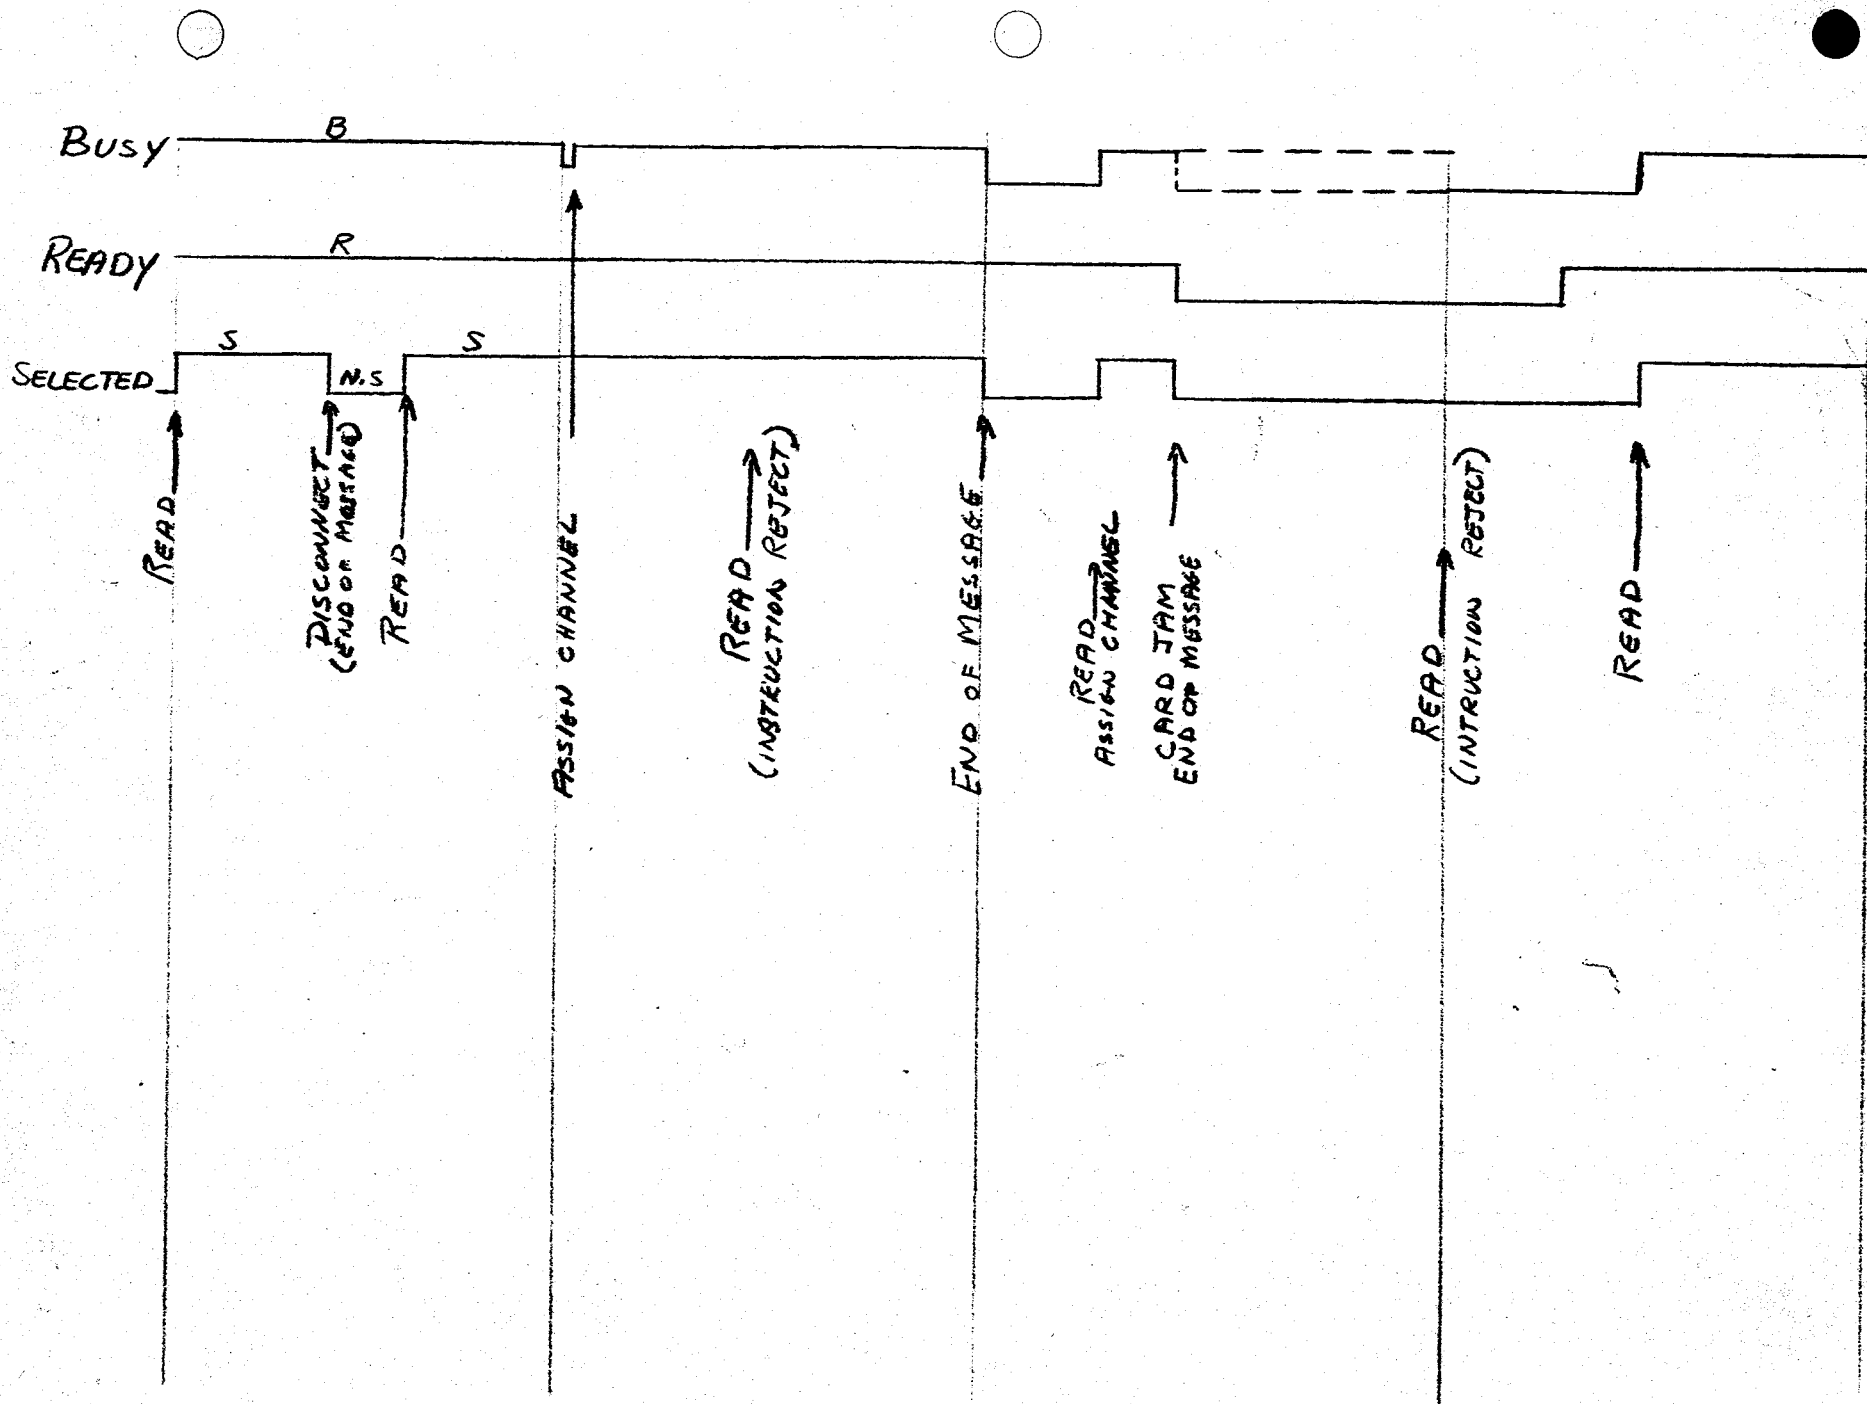 BUSY
B
READY
R
SELECTED
S
N.S
S
READ
DISCONNECT
(END OF MESSAGE)
READ
ASSIGN CHANNEL
READ
(INSTRUCTION REJECT)
END OF MESSAGE
READ
ASSIGN CHANNEL
CARD JAM
END OF MESSAGE
READ
(INTRUCTION REJECT)
READ